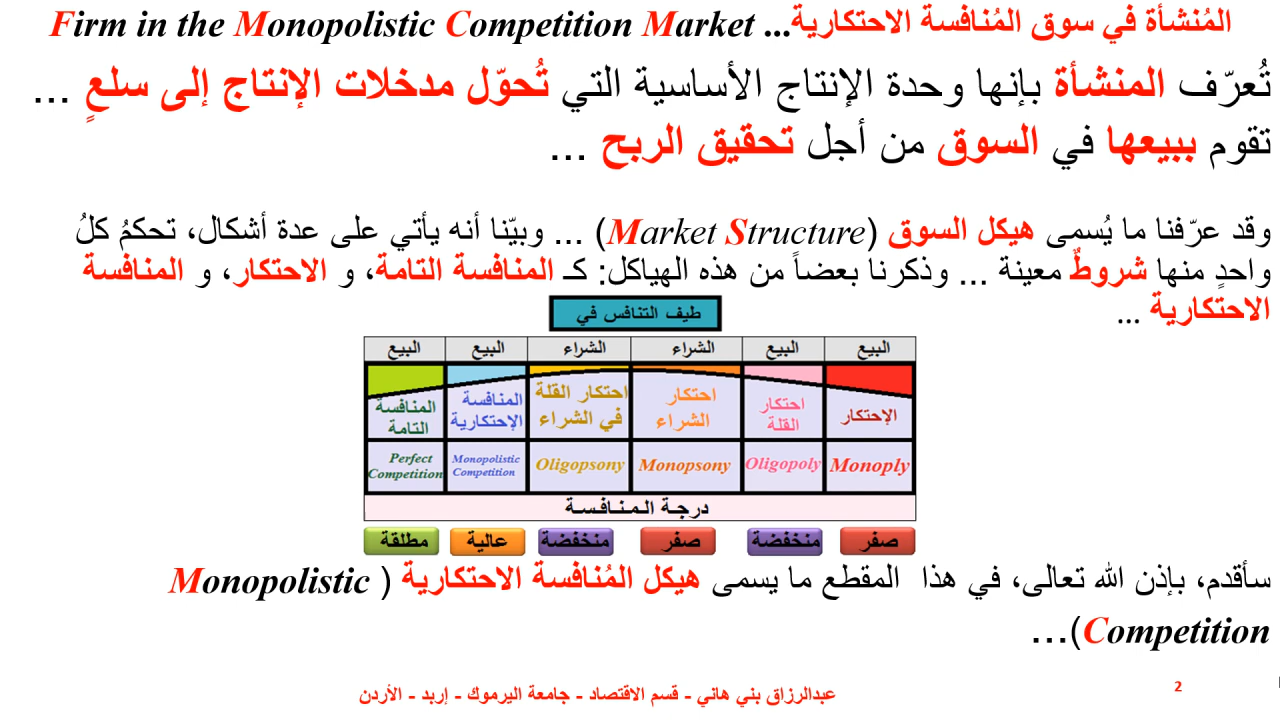 المُنشأة في سوق المُنافسة الاحتكارية... Firm in the Monopolistic Competition Market
تُعرّف المنشأة بإنها وحدة الإنتاج الأساسية التي تُحوّل مدخلات الإنتاج إلى سلعٍ ...
تقوم ببيعها في السوق من أجل تحقيق الربح ...
وقد عرّفنا ما يُسمى هيكل السوق (Market Structure) ... وبيّنا أنه يأتي على عدة أشكال، تحكمُ كلُ
واحدٍ منها شروطٌ معينة ... وذكرنا بعضاً من هذه الهياكل: كـ المنافسة التامة، و الاحتكار، و المنافسة
الاحتكارية ...
طيف التنافس في
البيع البيع الشراء الشراء البيع البيع
الإحتكار احتكار القلة احتكار الشراء احتكار القلة في الشراء المنافسة الإحتكارية المنافسة التامة
Monoply Oligopoly Monopsony Oligopsony Monopolistic Competition Perfect Competition
درجة الـمـنـافـسـة
صفر منخفضة صفر منخفضة عالية مطلقة
سأقدم، بإذن الله تعالى، في هذا المقطع ما يسمى هيكل المُنافسة الاحتكارية (Monopolistic
Competition)...
عبدالرزاق بني هاني - قسم الاقتصاد - جامعة اليرموك - إربد - الأردن
2